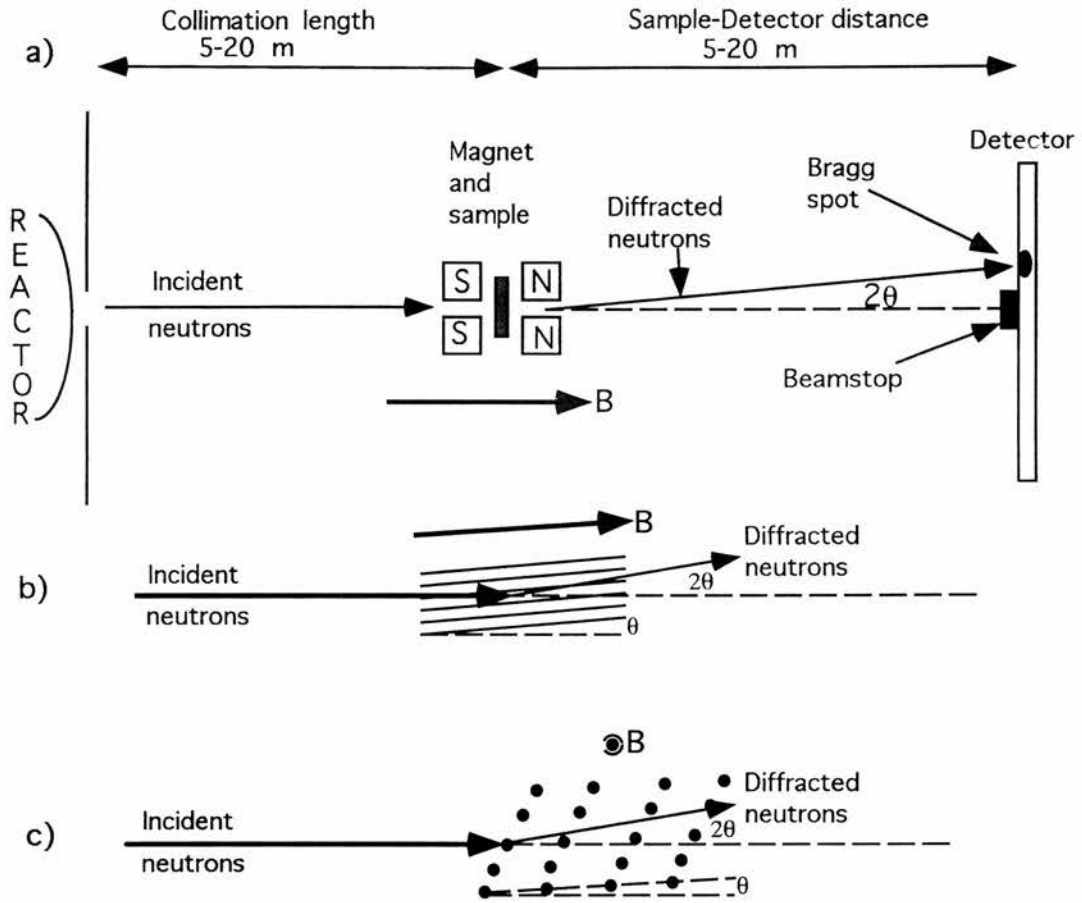 Collimation length
5-20 m
Sample-Detector distance
5-20 m
a)
Detector
Magnet
and
sample
Bragg
spot
Diffracted
neutrons
REACTOR
Incident
neutrons
S
N
S
N
2θ
Beamstop
B
B
b)
Incident
neutrons
Diffracted
neutrons
2θ
θ
B
c)
Incident
neutrons
Diffracted
neutrons
2θ
θ